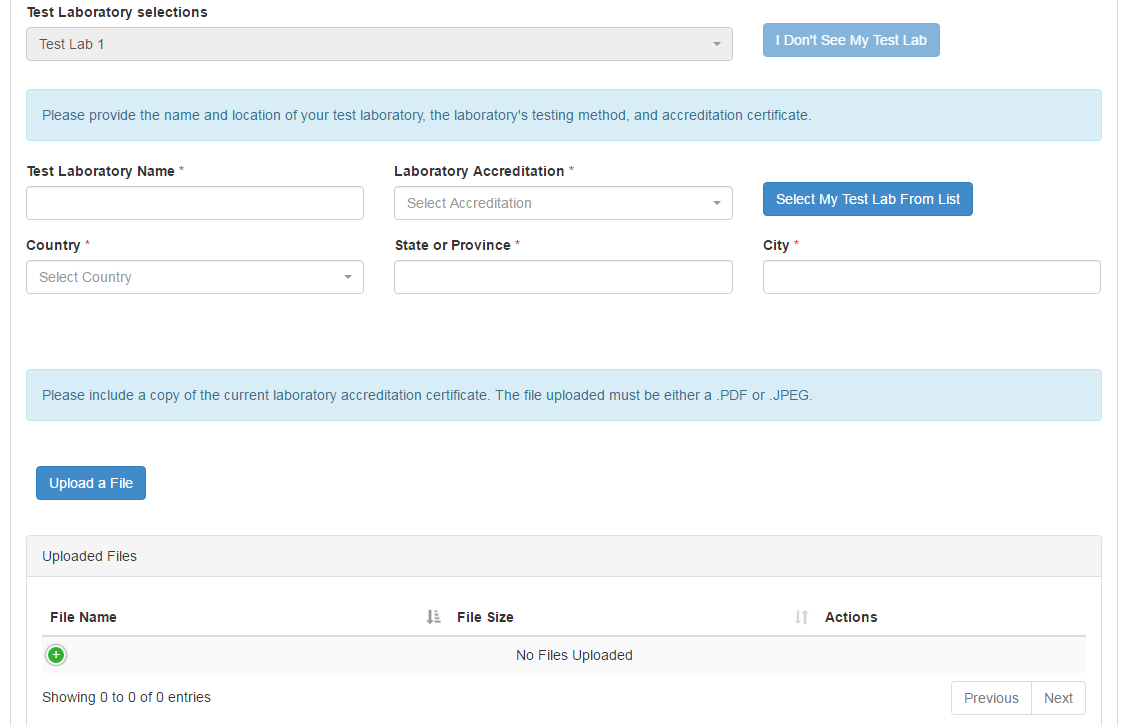 Test Laboratory selections
Test Lab 1
I Don't See My Test Lab
Please provide the name and location of your test laboratory, the laboratory's testing method, and accreditation certificate.
Test Laboratory Name *
Laboratory Accreditation *
Select Accreditation
Select My Test Lab From List
Country *
State or Province *
City *
Select Country
Please include a copy of the current laboratory accreditation certificate. The file uploaded must be either a .PDF or .JPEG.
Upload a File
Uploaded Files
File Name
File Size
Actions
No Files Uploaded
Showing 0 to 0 of 0 entries
Previous
Next